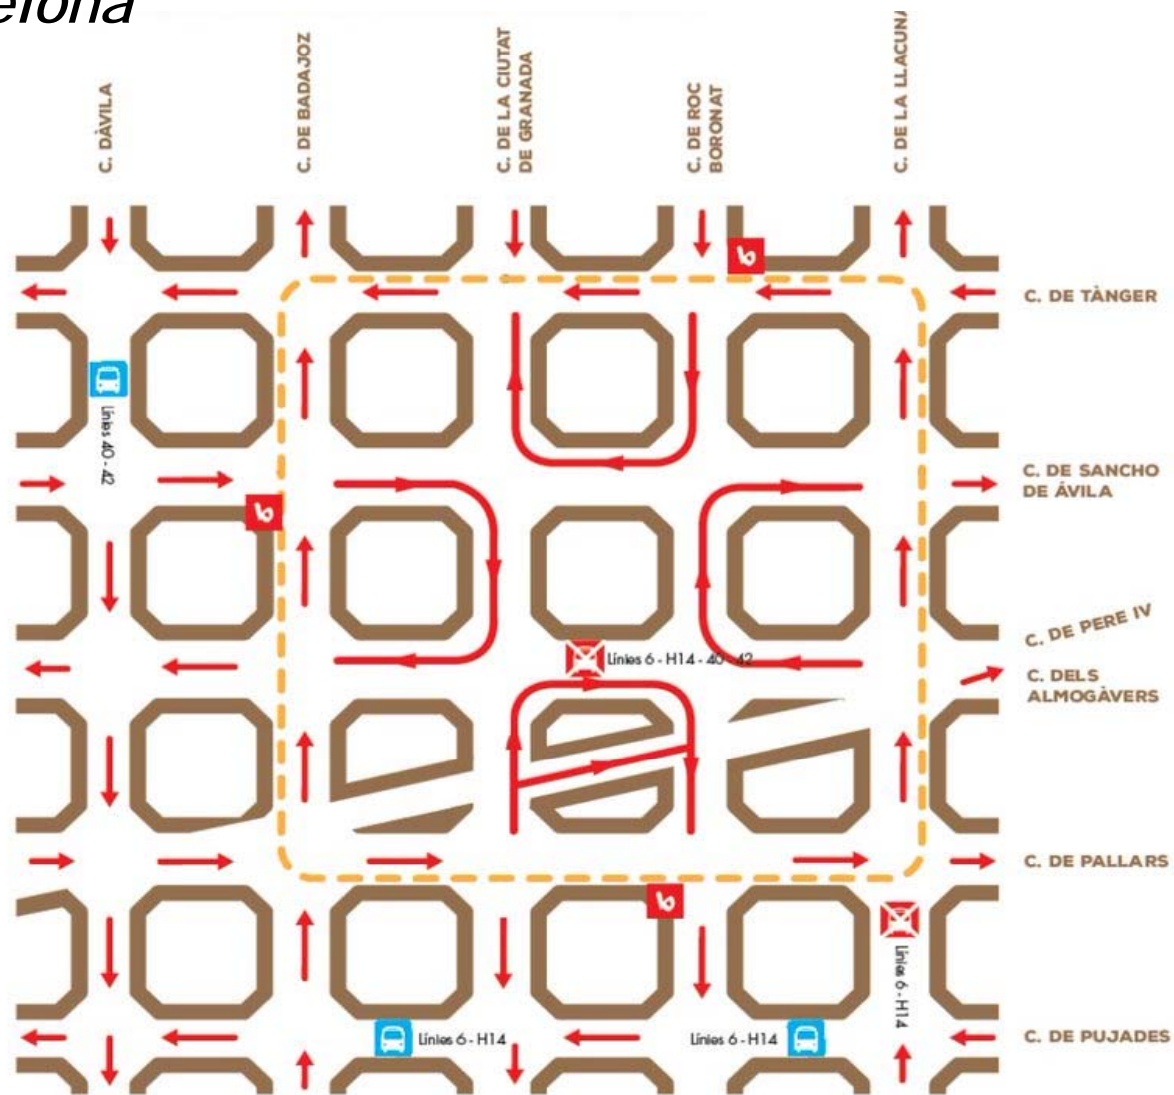 C. DÀVILA
C. DE BADAJOZ
C. DE LA CIUTAT
DE GRANADA
C. DE ROC
BORONAT
C. DE LA LLACUNA
C. DE TÀNGER
Línies 40 - 42
C. DE SANCHO
DE ÁVILA
C. DE PERE IV
Línies 6 - H14 - 40 - 42
C. DELS
ALMOGÀVERS
C. DE PALLARS
Línies 6 - H14
Línies 6 - H14
Línies 6 - H14
C. DE PUJADES